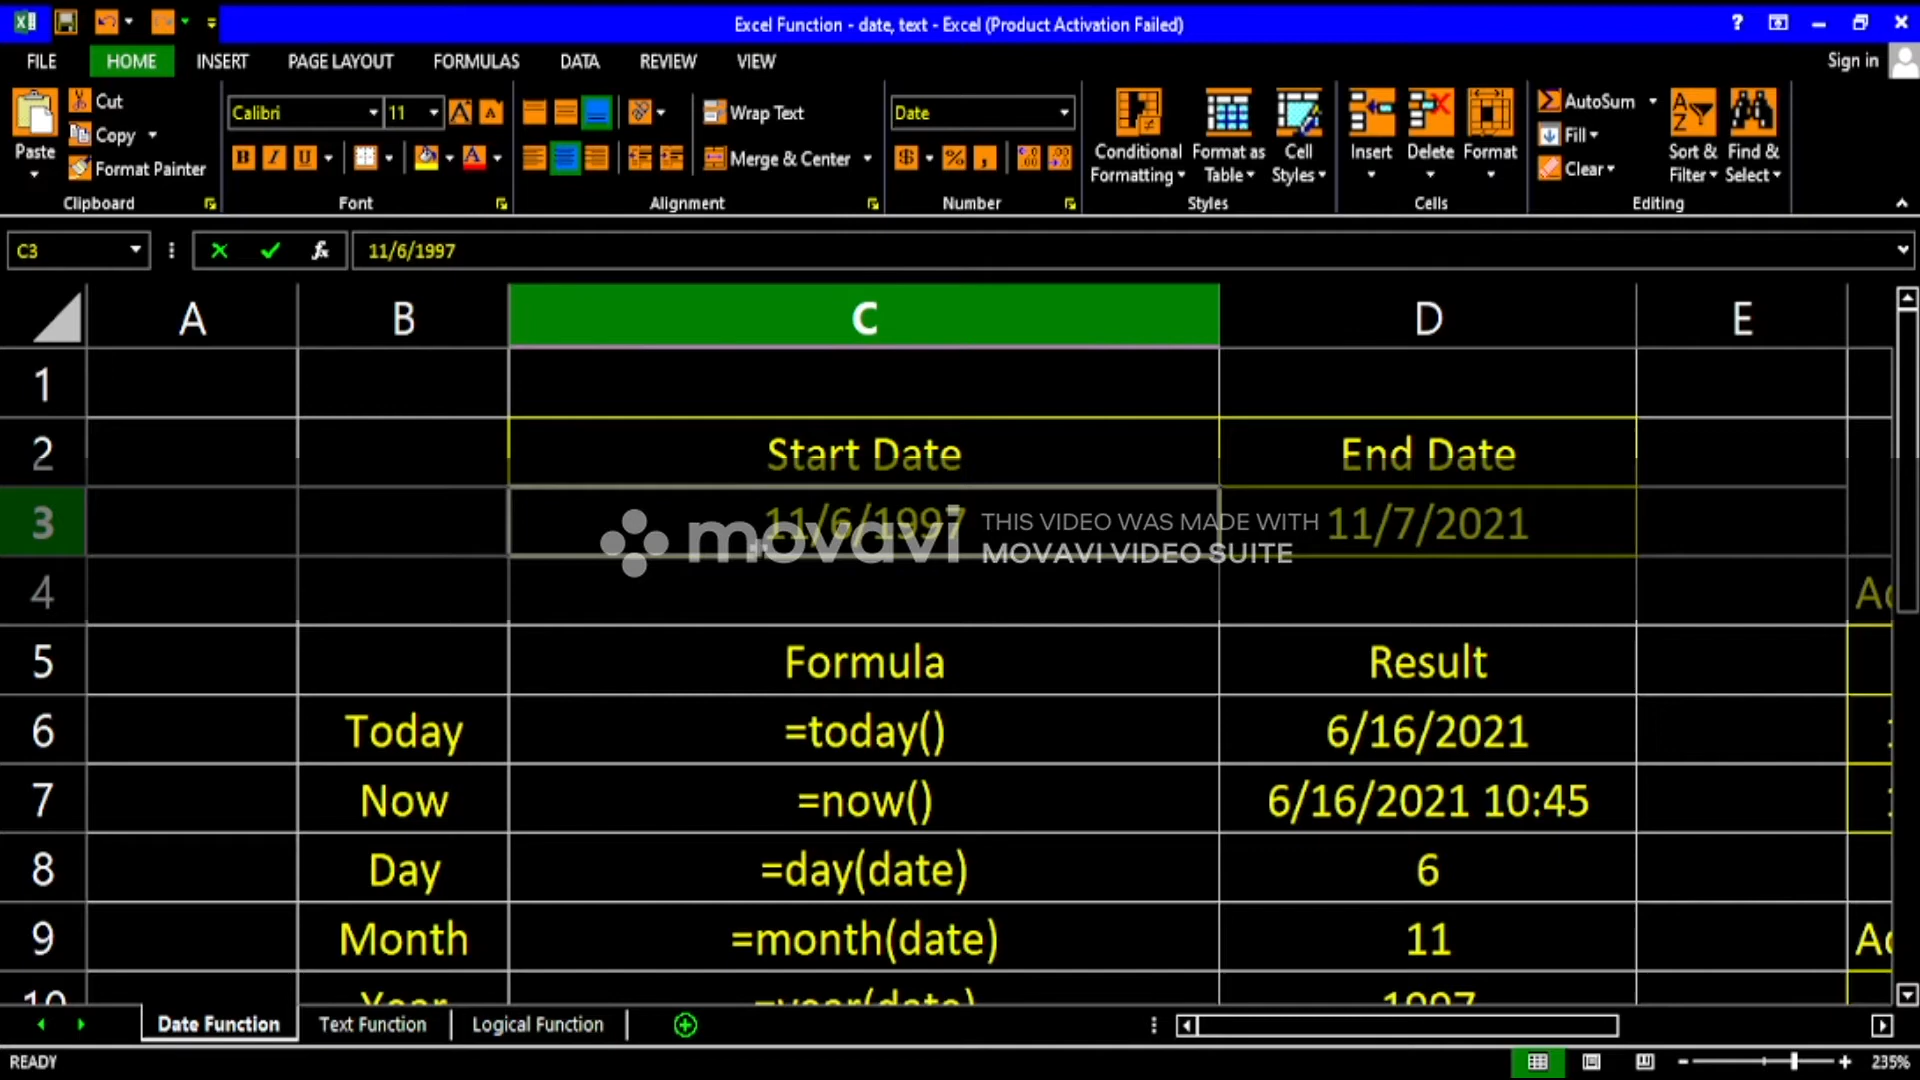 Excel Function - date, text - Excel (Product Activation Failed)
?
FILE HOME INSERT PAGE LAYOUT FORMULAS DATA REVIEW VIEW Sign in
Paste
Cut
Copy
Format Painter
Clipboard
Calibri 11
B I U
Font
Wrap Text
Merge & Center
Alignment
Date
$ % ,
Number
Conditional Formatting
Format as Table
Cell Styles
Styles
Insert
Delete
Format
Cells
AutoSum
Fill
Clear
Sort & Filter
Find & Select
Editing
C3 fx 11/6/1997
A B C D E
1
2 Start Date End Date
3 11/6/1997 11/7/2021
movavi THIS VIDEO WAS MADE WITH
MOVAVI VIDEO SUITE
4
5 Formula Result
6 Today =today() 6/16/2021
7 Now =now() 6/16/2021 10:45
8 Day =day(date) 6
9 Month =month(date) 11
10 Year =year(date) 1997
Date Function Text Function Logical Function
READY 235%